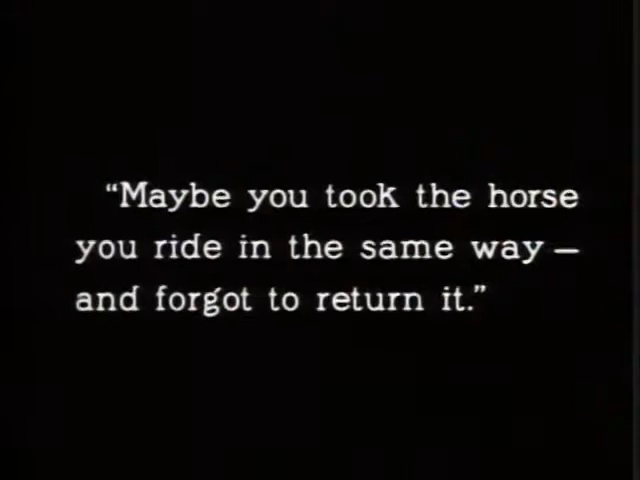 “Maybe you took the horse
you ride in the same way —
and forgot to return it.”